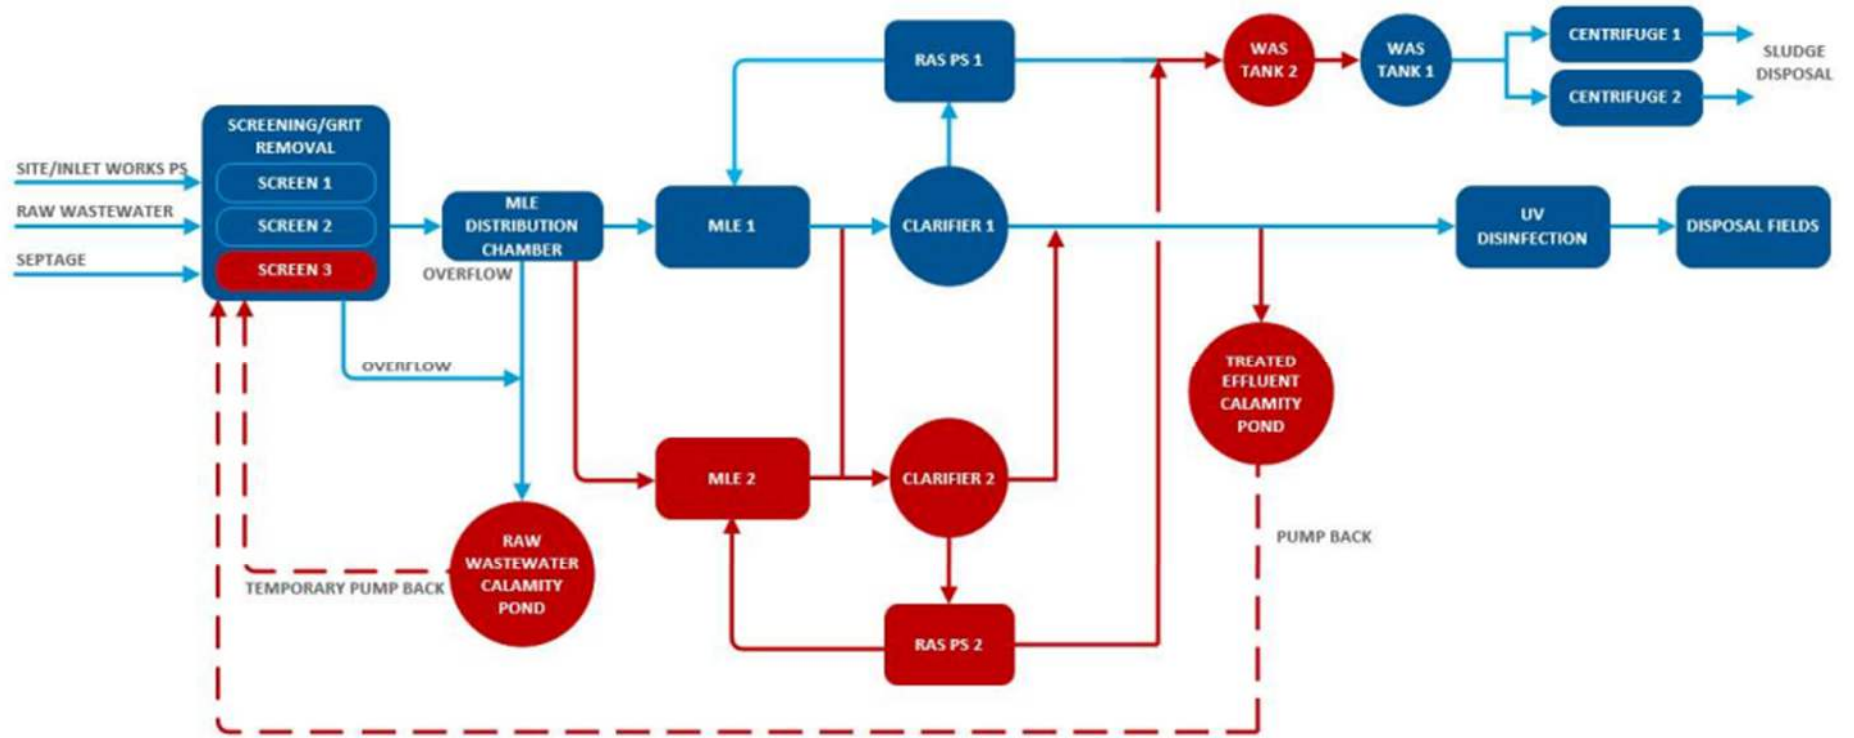 RAS PS 1
WAS
TANK 2
WAS
TANK 1
CENTRIFUGE 1
CENTRIFUGE 2
SLUDGE
DISPOSAL
SCREENING/GRIT
REMOVAL
SCREEN 1
SCREEN 2
SCREEN 3
SITE/INLET WORKS PS
RAW WASTEWATER
SEPTAGE
MLE
DISTRIBUTION
CHAMBER
OVERFLOW
MLE 1
CLARIFIER 1
UV
DISINFECTION
DISPOSAL FIELDS
OVERFLOW
TREATED
EFFLUENT
CALAMITY
POND
MLE 2
CLARIFIER 2
RAW
WASTEWATER
CALAMITY
POND
TEMPORARY PUMP BACK
PUMP BACK
RAS PS 2